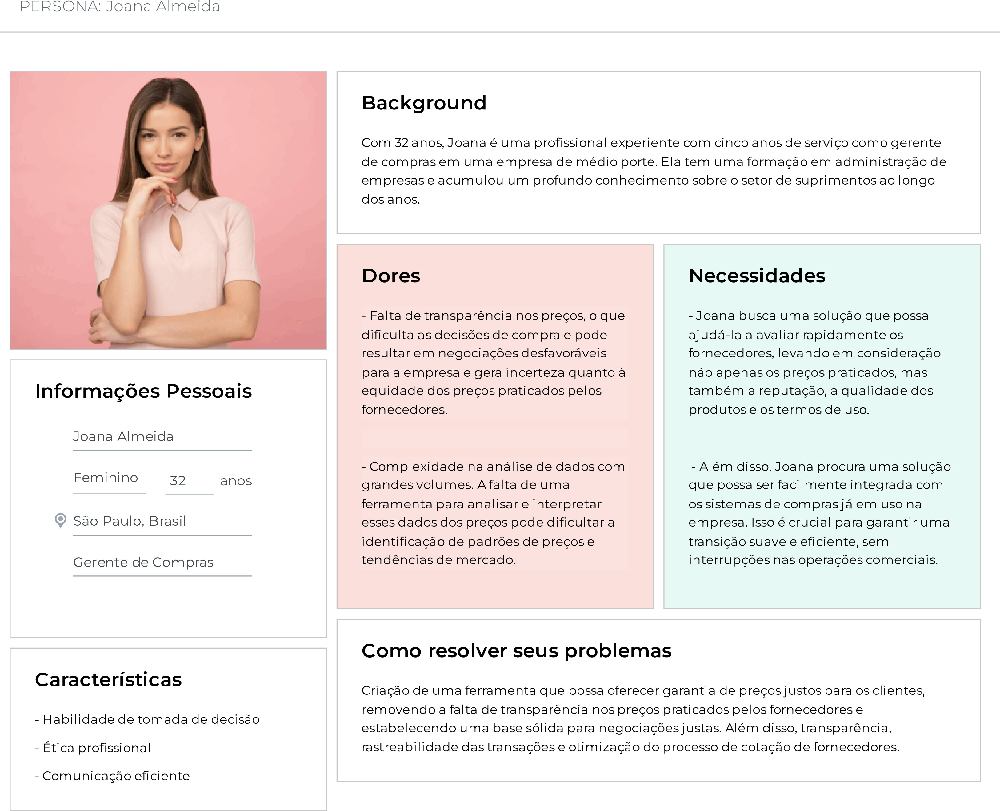 PERSONA: Joana Almeida
Background
Com 32 anos, Joana é uma profissional experiente com cinco anos de serviço como gerente
de compras em uma empresa de médio porte. Ela tem uma formação em administração de
empresas e acumulou um profundo conhecimento sobre o setor de suprimentos ao longo
dos anos.
Dores
- Falta de transparência nos preços, o que
dificulta as decisões de compra e pode
resultar em negociações desfavoráveis
para a empresa e gera incerteza quanto à
equidade dos preços praticados pelos
fornecedores.
- Complexidade na análise de dados com
grandes volumes. A falta de uma
ferramenta para analisar e interpretar
esses dados dos preços pode dificultar a
identificação de padrões de preços e
tendências de mercado.
Necessidades
- Joana busca uma solução que possa
ajudá-la a avaliar rapidamente os
fornecedores, levando em consideração
não apenas os preços praticados, mas
também a reputação, a qualidade dos
produtos e os termos de uso.
- Além disso, Joana procura uma solução
que possa ser facilmente integrada com
os sistemas de compras já em uso na
empresa. Isso é crucial para garantir uma
transição suave e eficiente, sem
interrupções nas operações comerciais.
Informações Pessoais
Joana Almeida
Feminino 32 anos
São Paulo, Brasil
Gerente de Compras
Características
- Habilidade de tomada de decisão
- Ética profissional
- Comunicação eficiente
Como resolver seus problemas
Criação de uma ferramenta que possa oferecer garantia de preços justos para os clientes,
removendo a falta de transparência nos preços praticados pelos fornecedores e
estabelecendo uma base sólida para negociações justas. Além disso, transparência,
rastreabilidade das transações e otimização do processo de cotação de fornecedores.